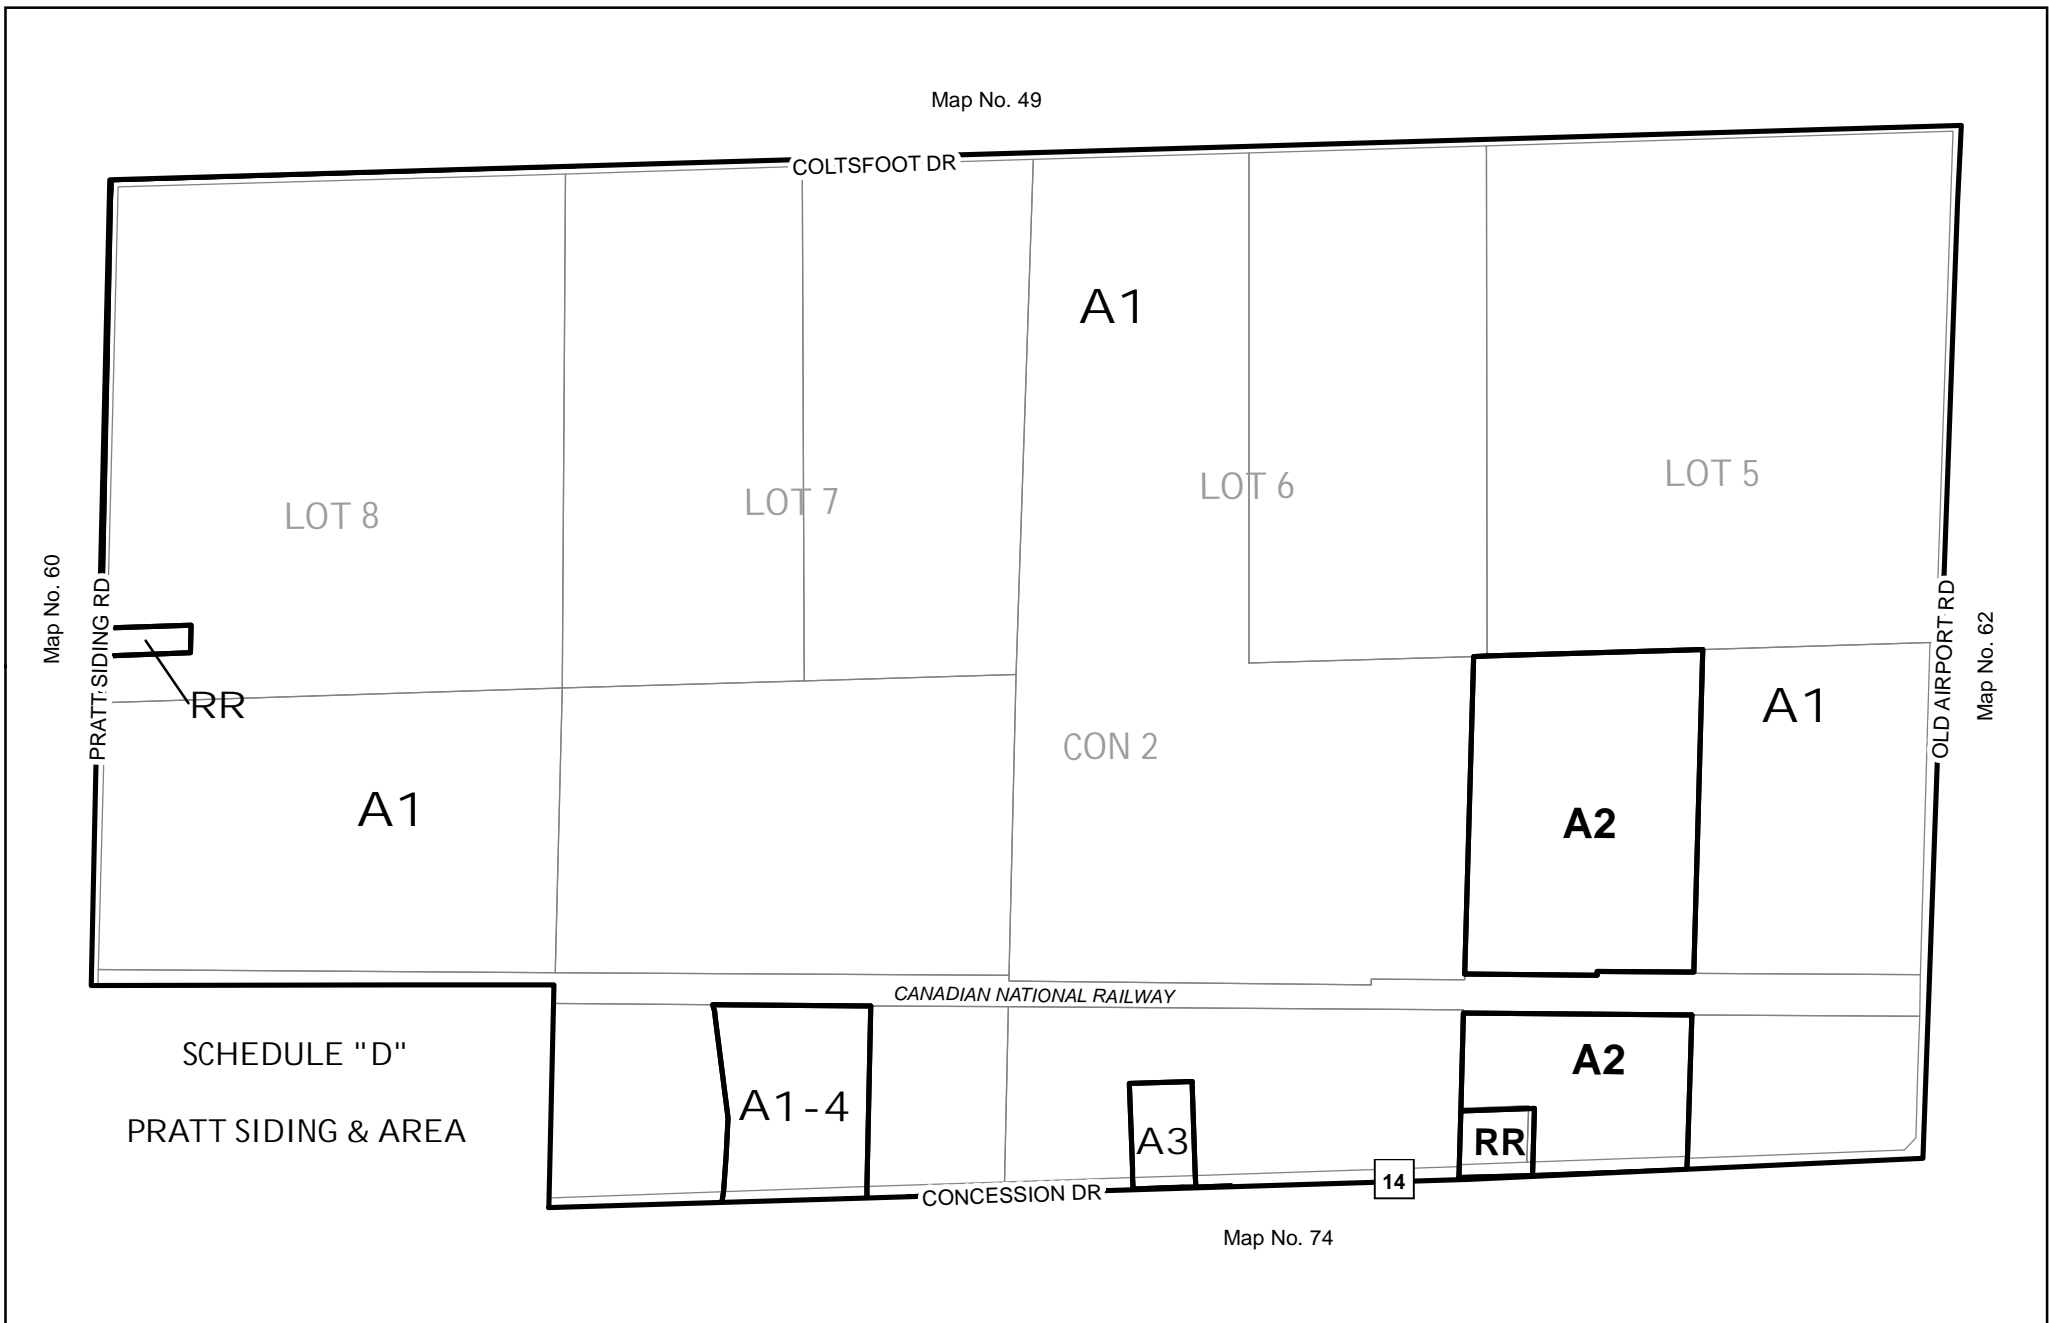 Map No. 49
COLTSFOOT DR
A1
LOT 8
LOT 7
LOT 6
LOT 5
Map No. 60
PRATT SIDING RD
RR
OLD AIRPORT RD
Map No. 62
A1
CON 2
A1
A2
CANADIAN NATIONAL RAILWAY
SCHEDULE "D"
PRATT SIDING & AREA
A1-4
A3
A2
RR
14
CONCESSION DR
Map No. 74